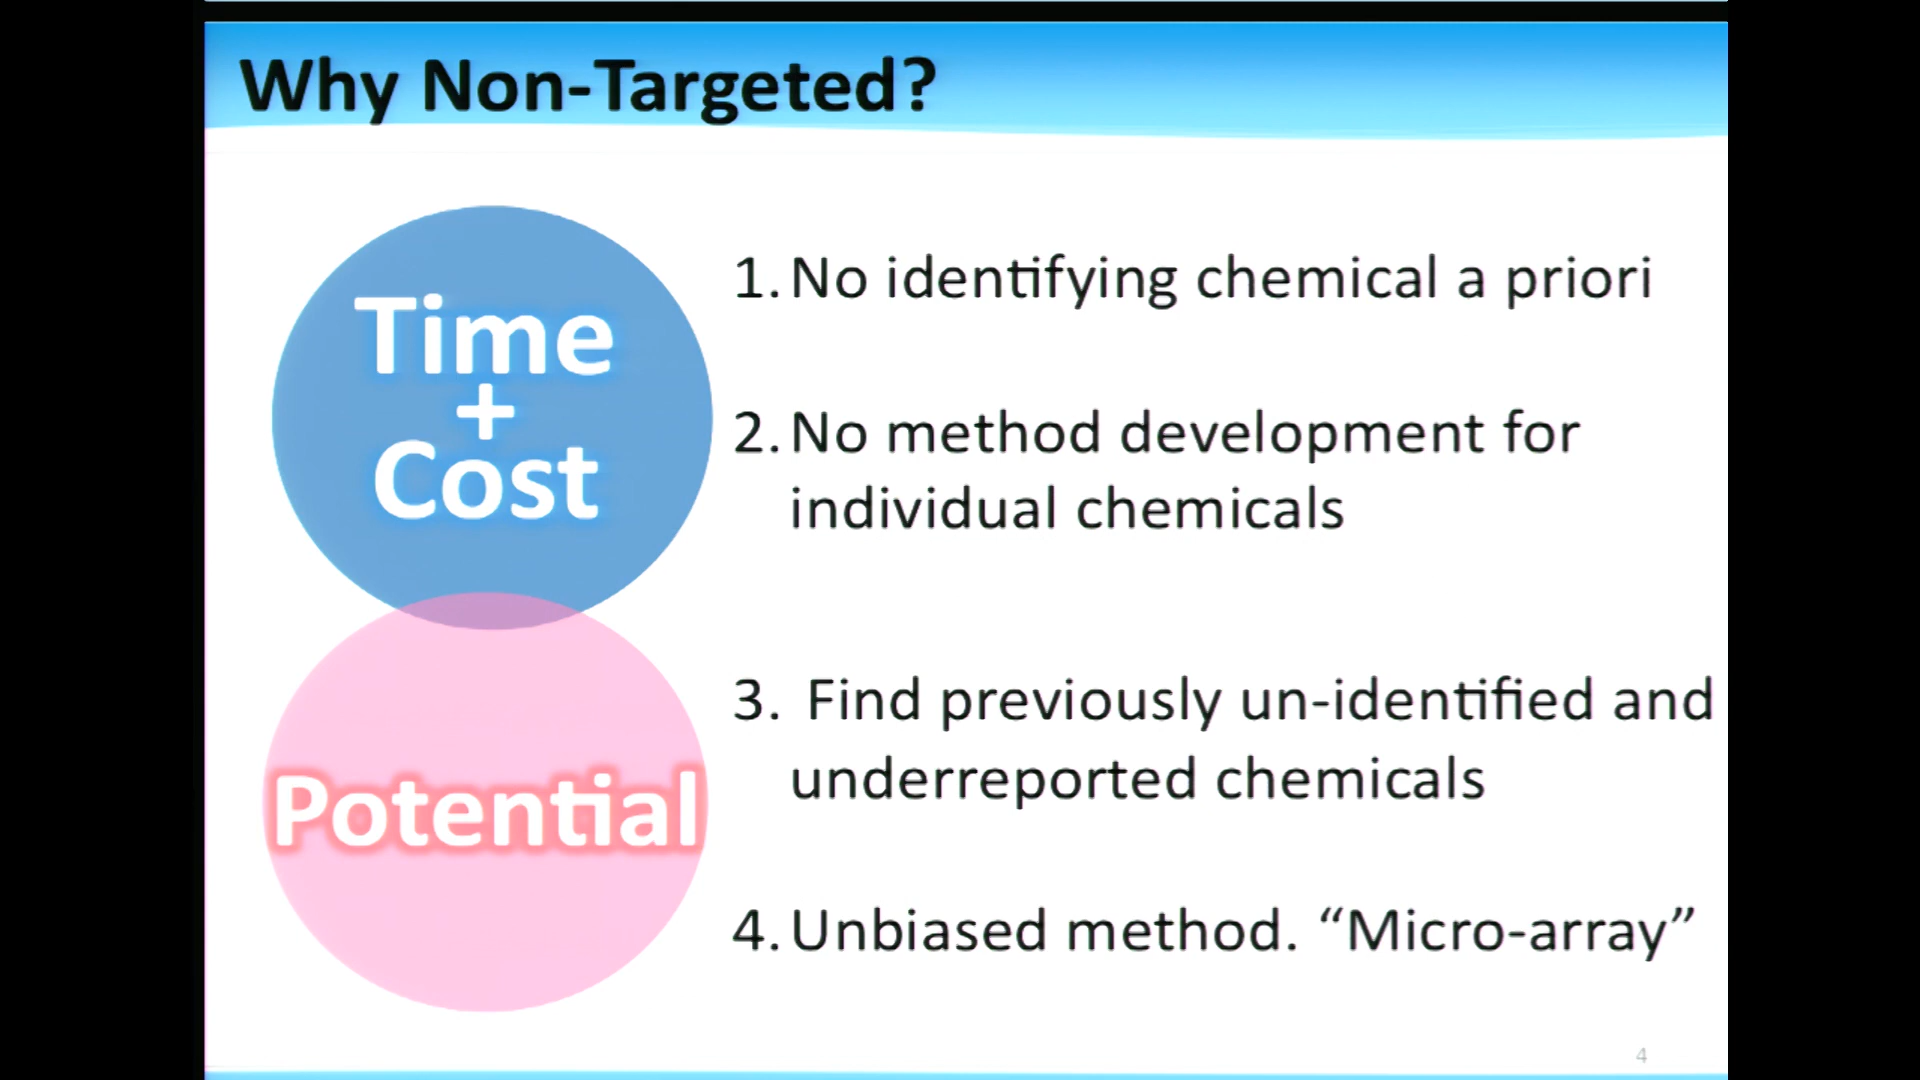 Why Non-Targeted?
Time
+
Cost
1. No identifying chemical a priori
2. No method development for
individual chemicals
Potential
3. Find previously un-identified and
underreported chemicals
4. Unbiased method. “Micro-array”
4